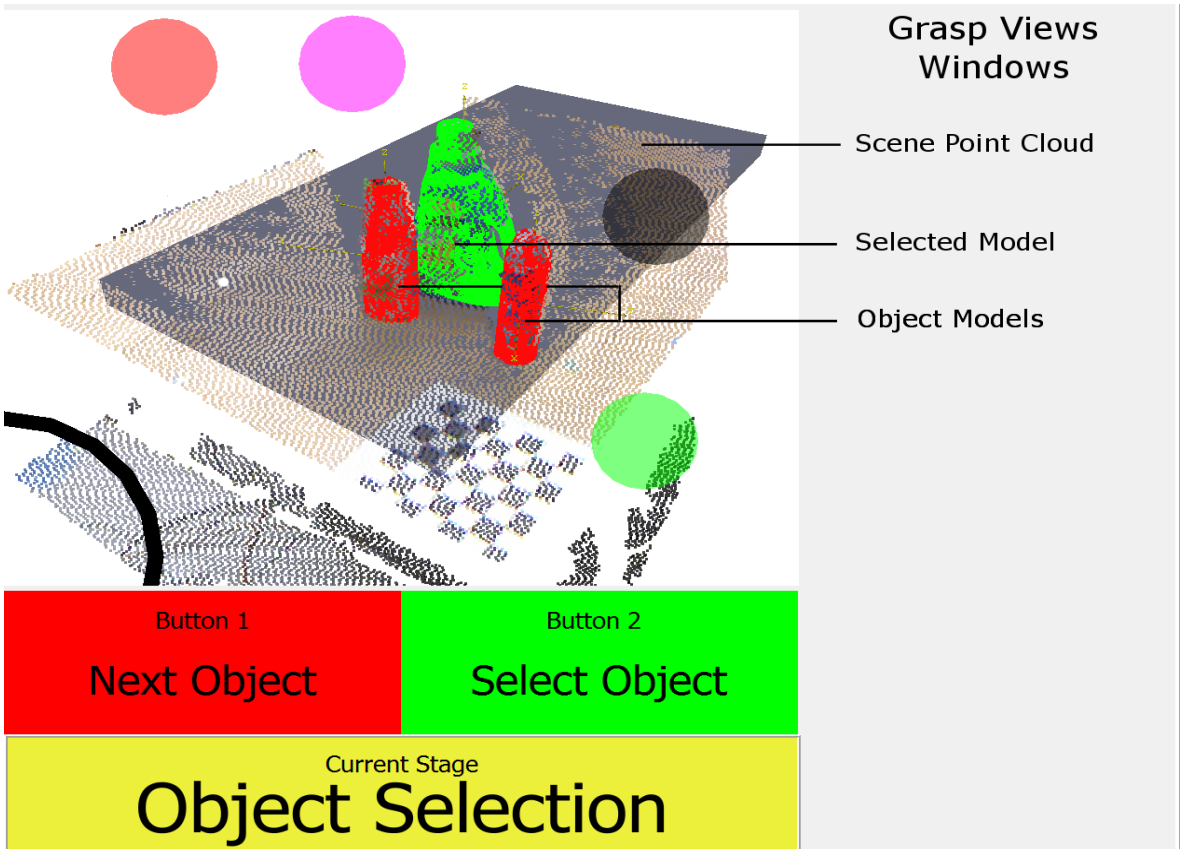 Grasp Views
Windows
Scene Point Cloud
Selected Model
Object Models
Button 1
Next Object
Button 2
Select Object
Current Stage
Object Selection